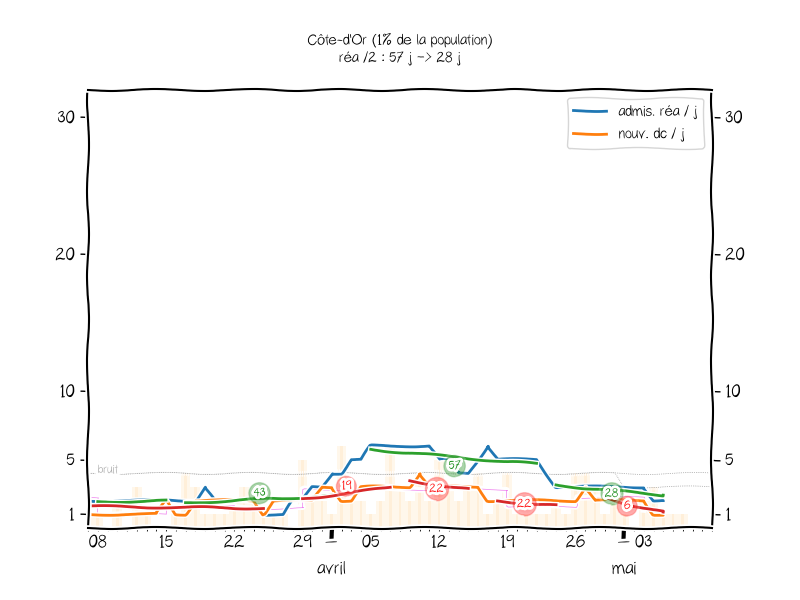 Côte-d'Or (1% de la population)
réa /2 : 57 j -> 28 j
admis. réa / j
nouv. dc / j
30
30
20
20
10
10
5
5
1
1
bruit
43
19
57
22
22
28
6
08 15 22 29 05 12 19 26 03
avril mai